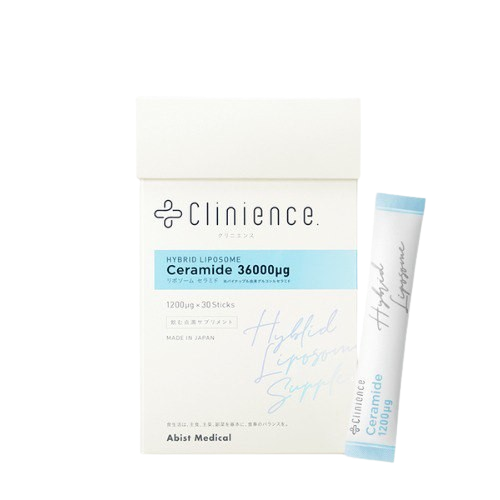 Clinience.
クリニエンス
HYBRID LIPOSOME
Ceramide 36000μg
リポソーム セラミド
1200μg × 30 Sticks
MADE IN JAPAN
Hybrid
Liposome
Supple
Abist Medical
Hybrid
Liposome
Clinience
Ceramide
1200μg